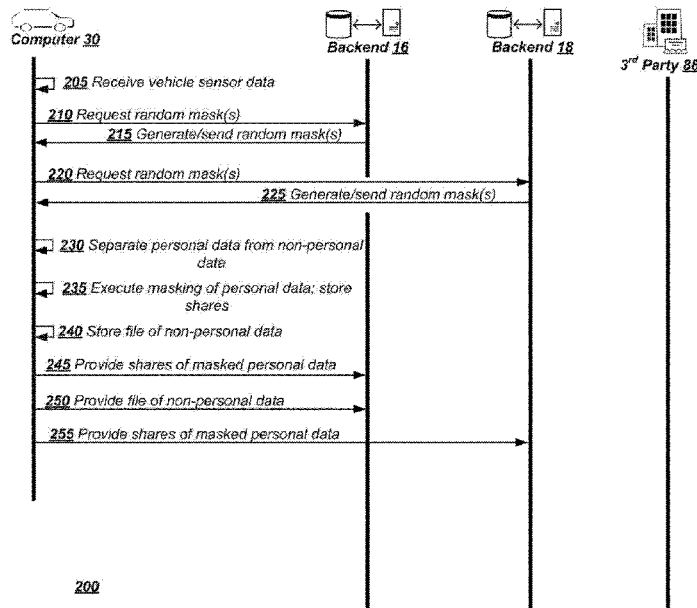 Computer 30
Backend 16
Backend 18
3rd Party 86
205 Receive vehicle sensor data
210 Request random mask(s)
215 Generate/send random mask(s)
220 Request random mask(s)
225 Generate/send random mask(s)
230 Separate personal data from non-personal
data
235 Execute masking of personal data; store
shares
240 Store file of non-personal data
245 Provide shares of masked personal data
250 Provide file of non-personal data
255 Provide shares of masked personal data
200